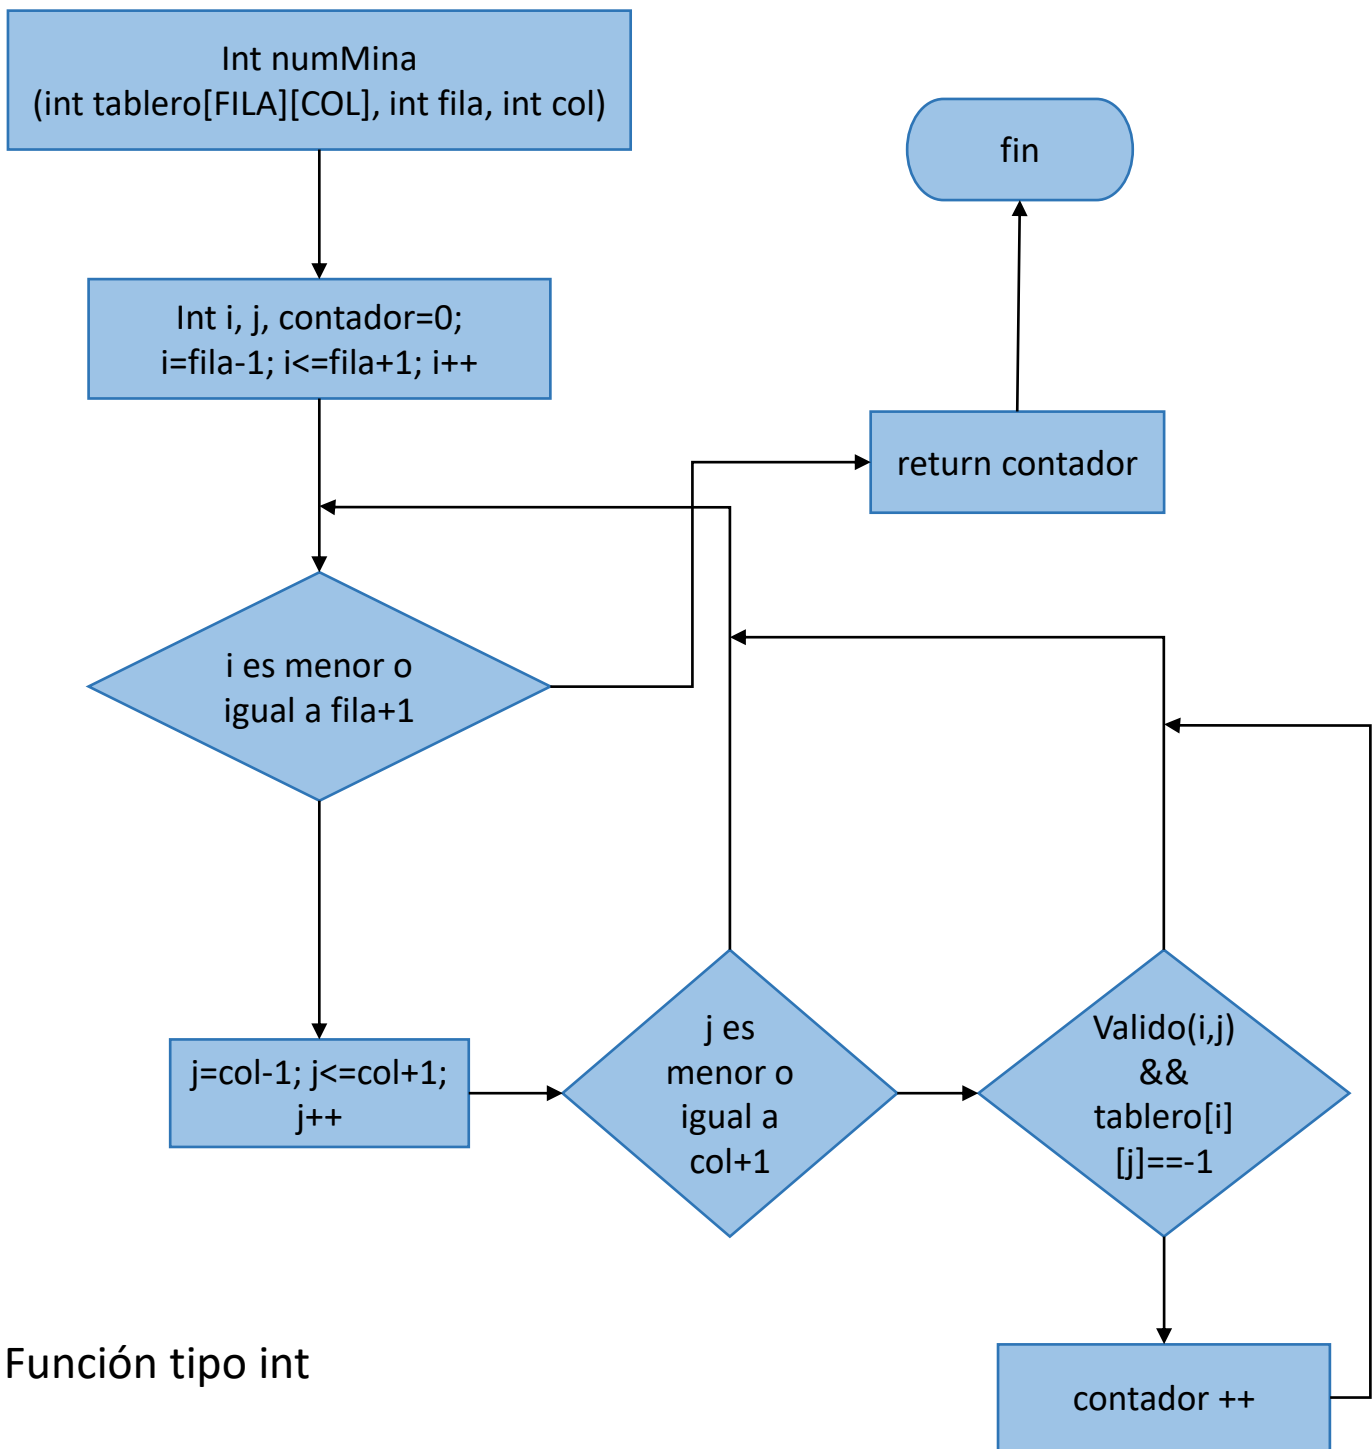 Int numMina
(int tablero[FILA][COL], int fila, int col)
fin
Int i, j, contador=0;
i=fila-1; i<=fila+1; i++
return contador
i es menor o
igual a fila+1
j=col-1; j<=col+1;
j++
j es
menor o
igual a
col+1
Valido(i,j)
&&
tablero[i]
[j]==-1
Función tipo int
contador ++